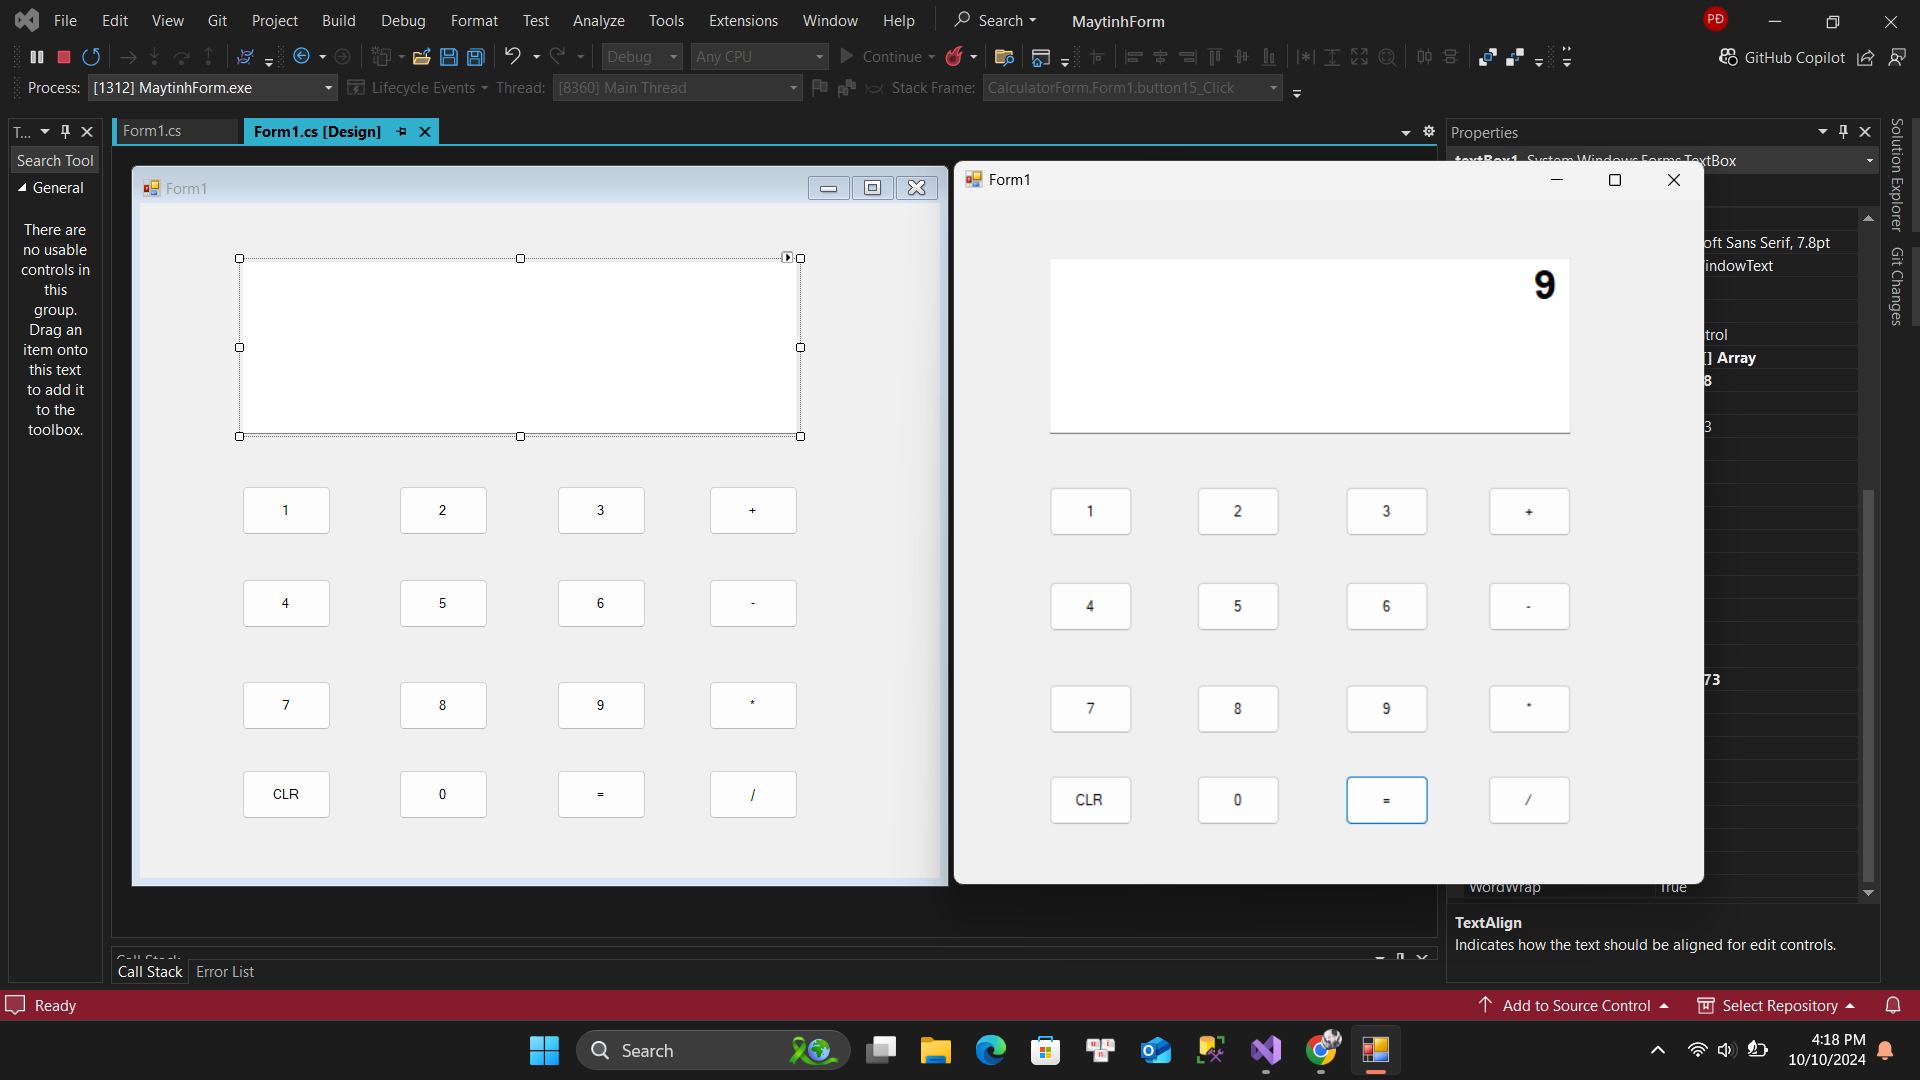 File Edit View Git Project Build Debug Format Test Analyze Tools Extensions Window Help Search MaytinhForm PĐ
Debug Any CPU Continue GitHub Copilot
Process: [1312] MaytinhForm.exe Lifecycle Events Thread: [8360] Main Thread Stack Frame: CalculatorForm.Form1.button15_Click
T... Form1.cs Form1.cs [Design] Properties
Search Tool
General
There are
no usable
controls in
this
group.
Drag an
item onto
this text
to add it
to the
toolbox.
Form1
1 2 3 +
4 5 6 -
7 8 9 *
CLR 0 = /
Form1
9
1 2 3 +
4 5 6 -
7 8 9 *
CLR 0 = /
textBox1 System.Windows.Forms.TextBox
oft Sans Serif, 7.8pt
indowText
trol
[] Array
8
3
73
WordWrap True
TextAlign
Indicates how the text should be aligned for edit controls.
Solution Explorer
Git Changes
Call Stack
Call Stack Error List
Ready Add to Source Control Select Repository
Search
4:18 PM
10/10/2024